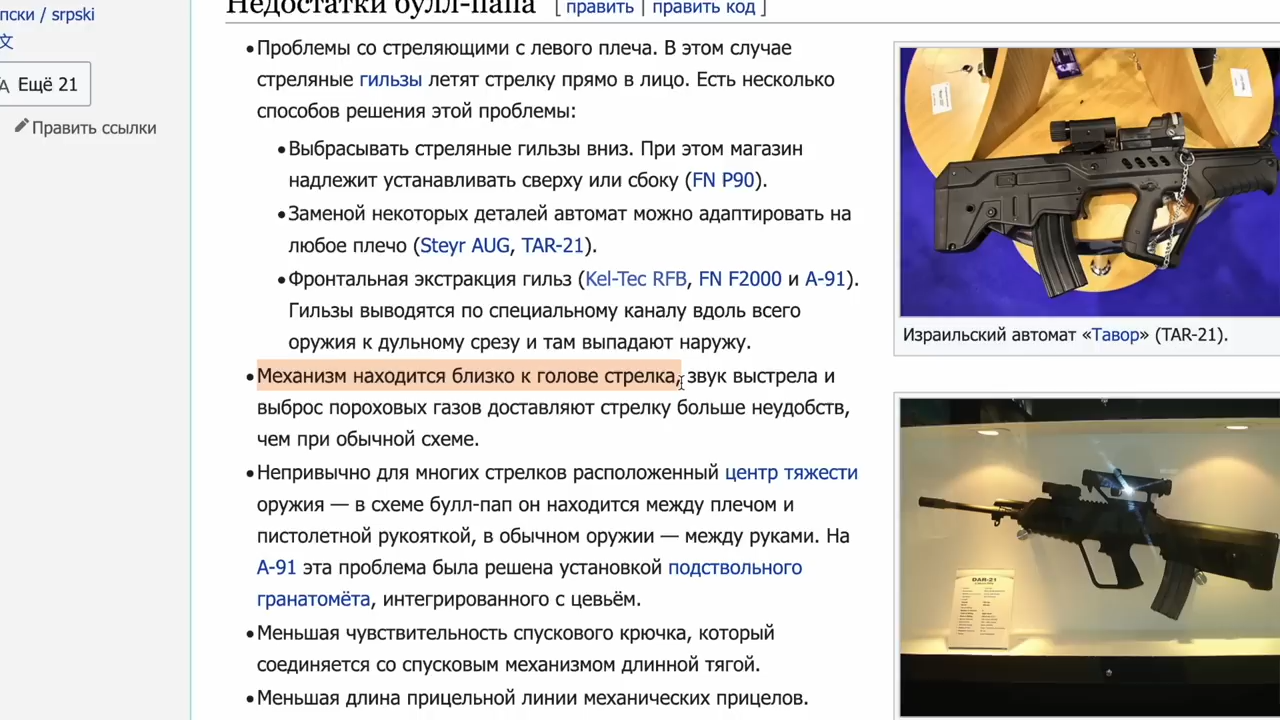 Недостатки булл-папа [ править | править код ]
пски / srpski
文
Ещё 21
Править ссылки
• Проблемы со стреляющими с левого плеча. В этом случае
стреляные гильзы летят стрелку прямо в лицо. Есть несколько
способов решения этой проблемы:
• Выбрасывать стреляные гильзы вниз. При этом магазин
надлежит устанавливать сверху или сбоку (FN P90).
• Заменой некоторых деталей автомат можно адаптировать на
любое плечо (Steyr AUG, TAR-21).
• Фронтальная экстракция гильз (Kel-Tec RFB, FN F2000 и А-91).
Гильзы выводятся по специальному каналу вдоль всего
оружия к дульному срезу и там выпадают наружу.
• Механизм находится близко к голове стрелка, звук выстрела и
выброс пороховых газов доставляют стрелку больше неудобств,
чем при обычной схеме.
• Непривычно для многих стрелков расположенный центр тяжести
оружия — в схеме булл-пап он находится между плечом и
пистолетной рукояткой, в обычном оружии — между руками. На
А-91 эта проблема была решена установкой подствольного
гранатомёта, интегрированного с цевьём.
• Меньшая чувствительность спускового крючка, который
соединяется со спусковым механизмом длинной тягой.
• Меньшая длина прицельной линии механических прицелов.
Израильский автомат «Тавор» (TAR-21).
DAR-21